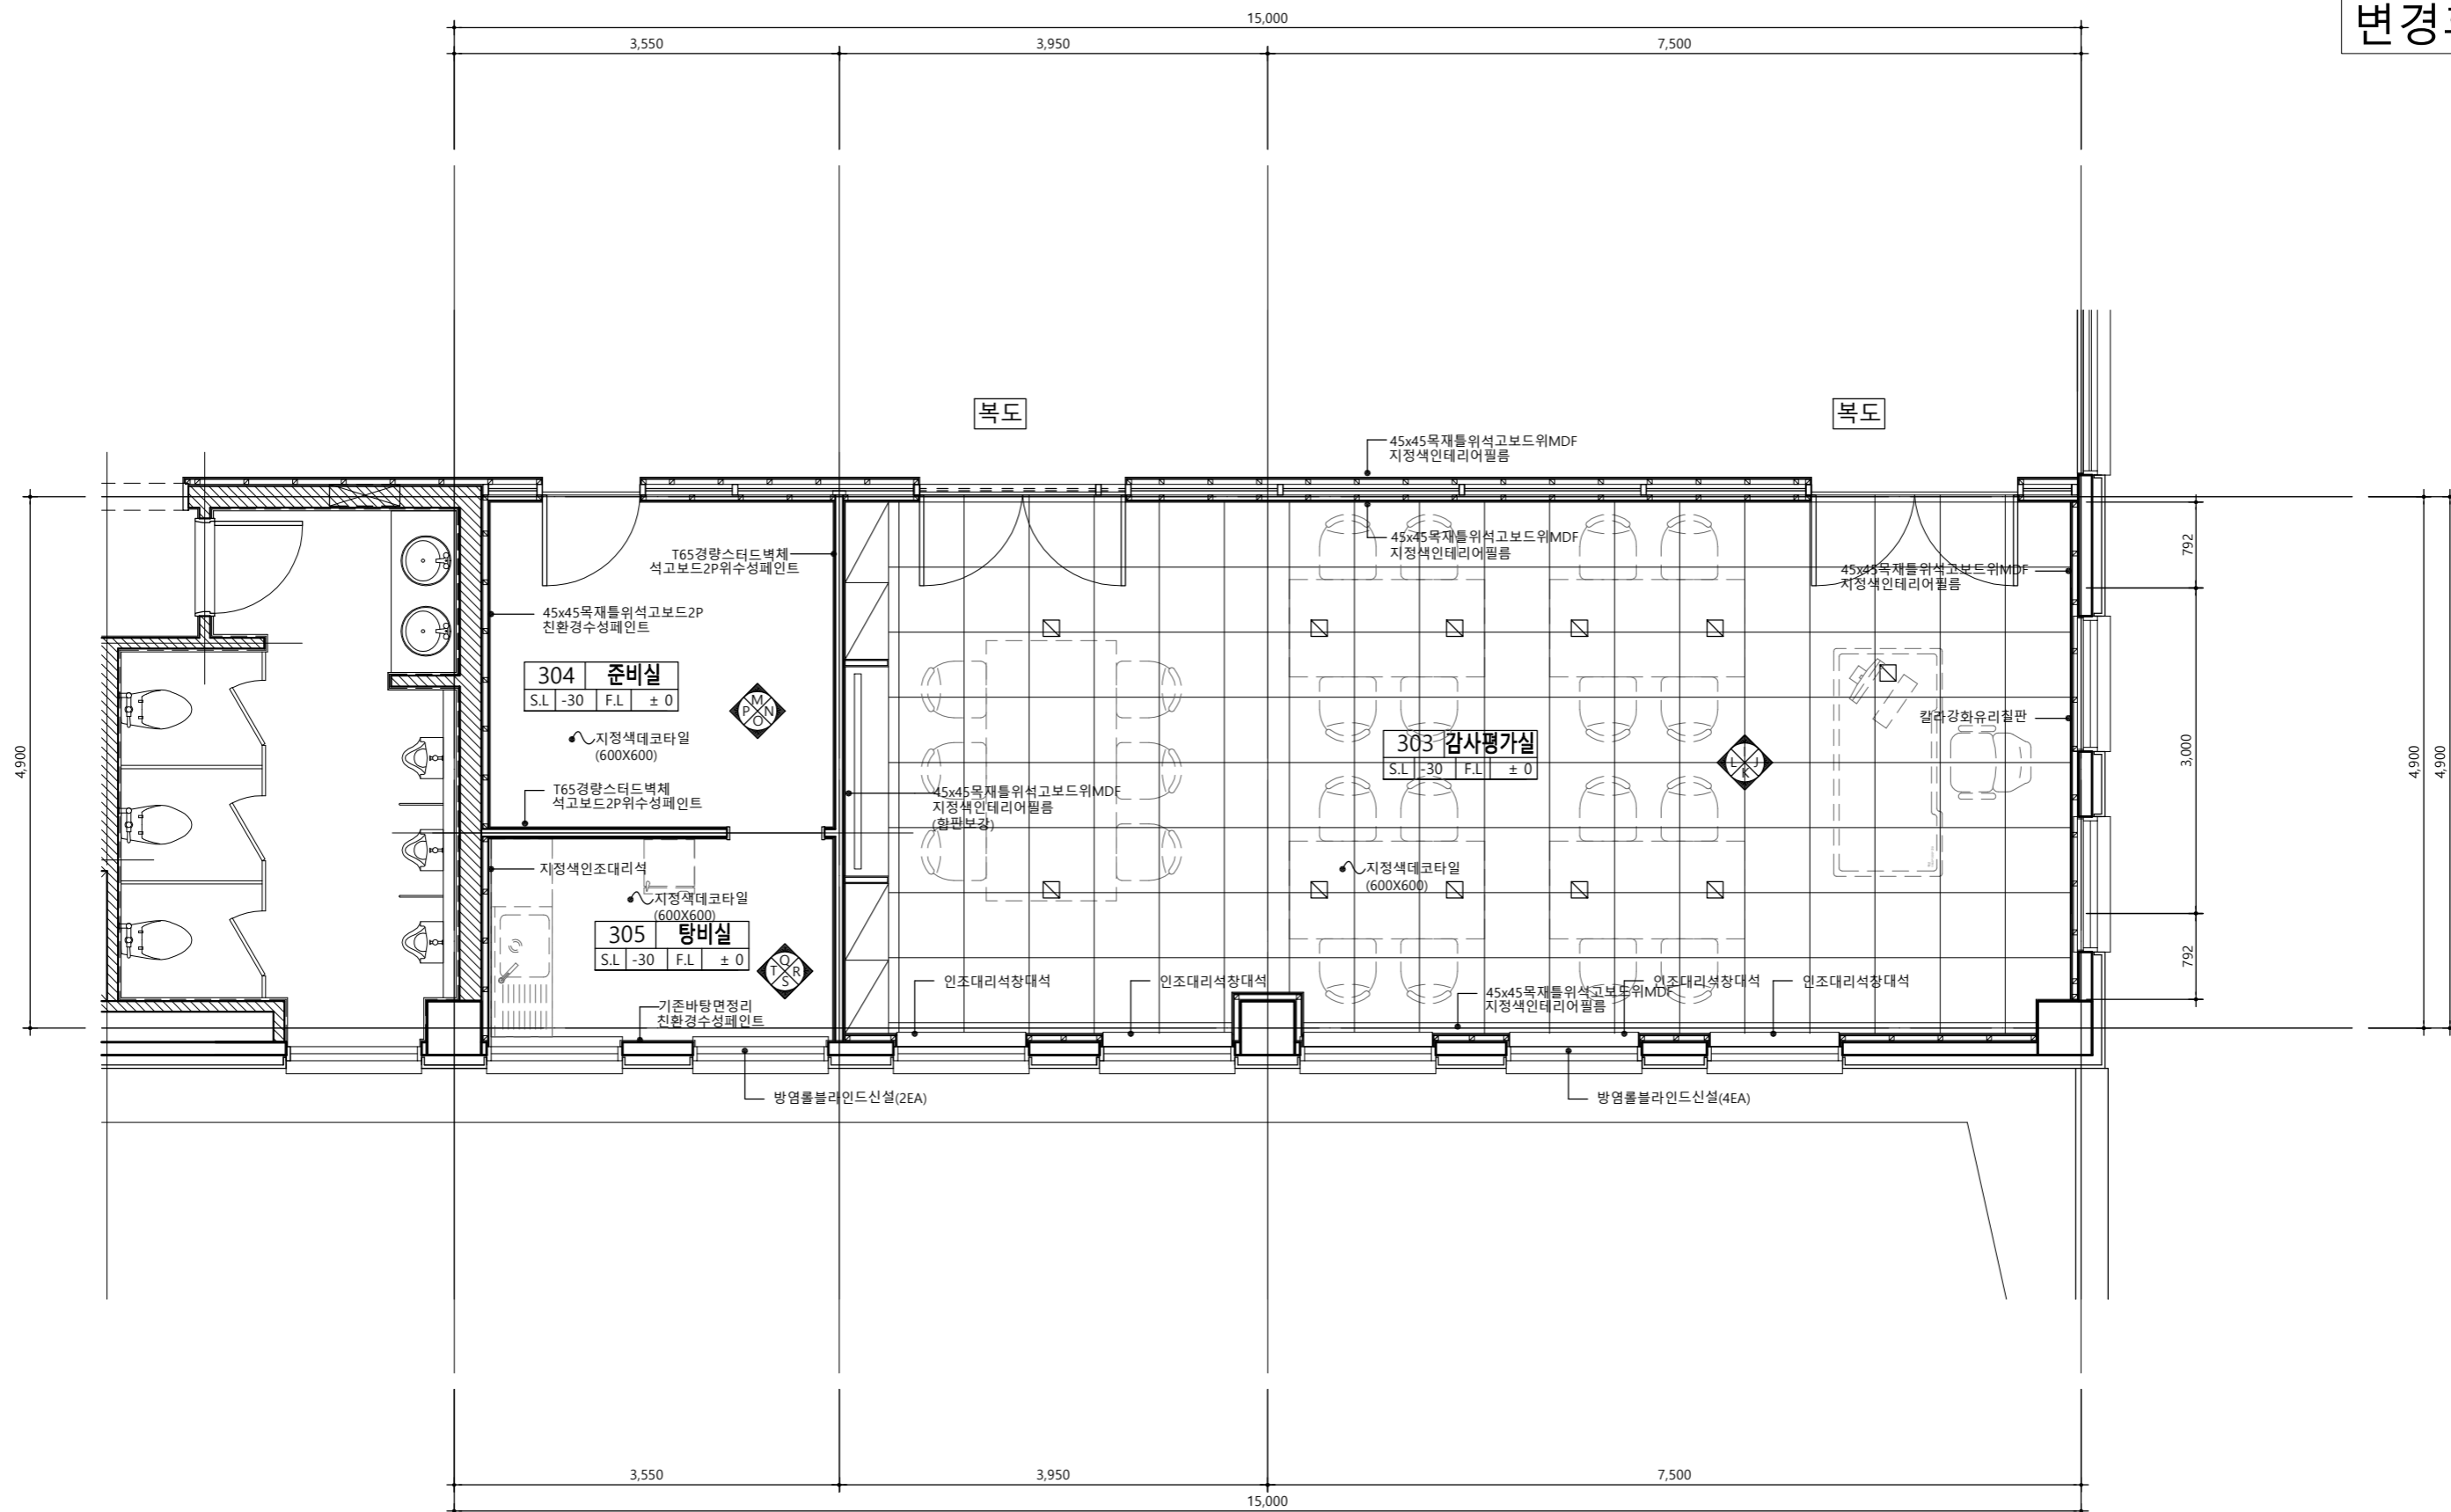 15,000
3,550
3,950
7,500
변경
복도
복도
45x45목재틀위석고보드위MDF
지정색인테리어필름
45x45목재틀위석고보드위MDF
지정색인테리어필름
T65경량스터드벽체
석고보드2P위수성페인트
45x45목재틀위석고보드위MDF
지정색인테리어필름
792
45x45목재틀위석고보드2P
친환경수성페인트
304 준비실
S.L -30 F.L ± 0
M
P N
O
지정색데코타일
(600X600)
칼라강화유리칠판
303 감사평가실
S.L -30 F.L ± 0
L J
K
4,900
3,000
4,900
4,900
T65경량스터드벽체
석고보드2P위수성페인트
45x45목재틀위석고보드위MDF
지정색인테리어필름
(합판보강)
지정색인조대리석
지정색데코타일
(600X600)
지정색데코타일
(600X600)
305 탕비실
S.L -30 F.L ± 0
Q
T R
S
792
인조대리석창대석
인조대리석창대석
인조대리석창대석
인조대리석창대석
45x45목재틀위석고보드위MDF
지정색인테리어필름
기존바탕면정리
친환경수성페인트
방염롤블라인드신설(2EA)
방염롤블라인드신설(4EA)
3,550
3,950
7,500
15,000